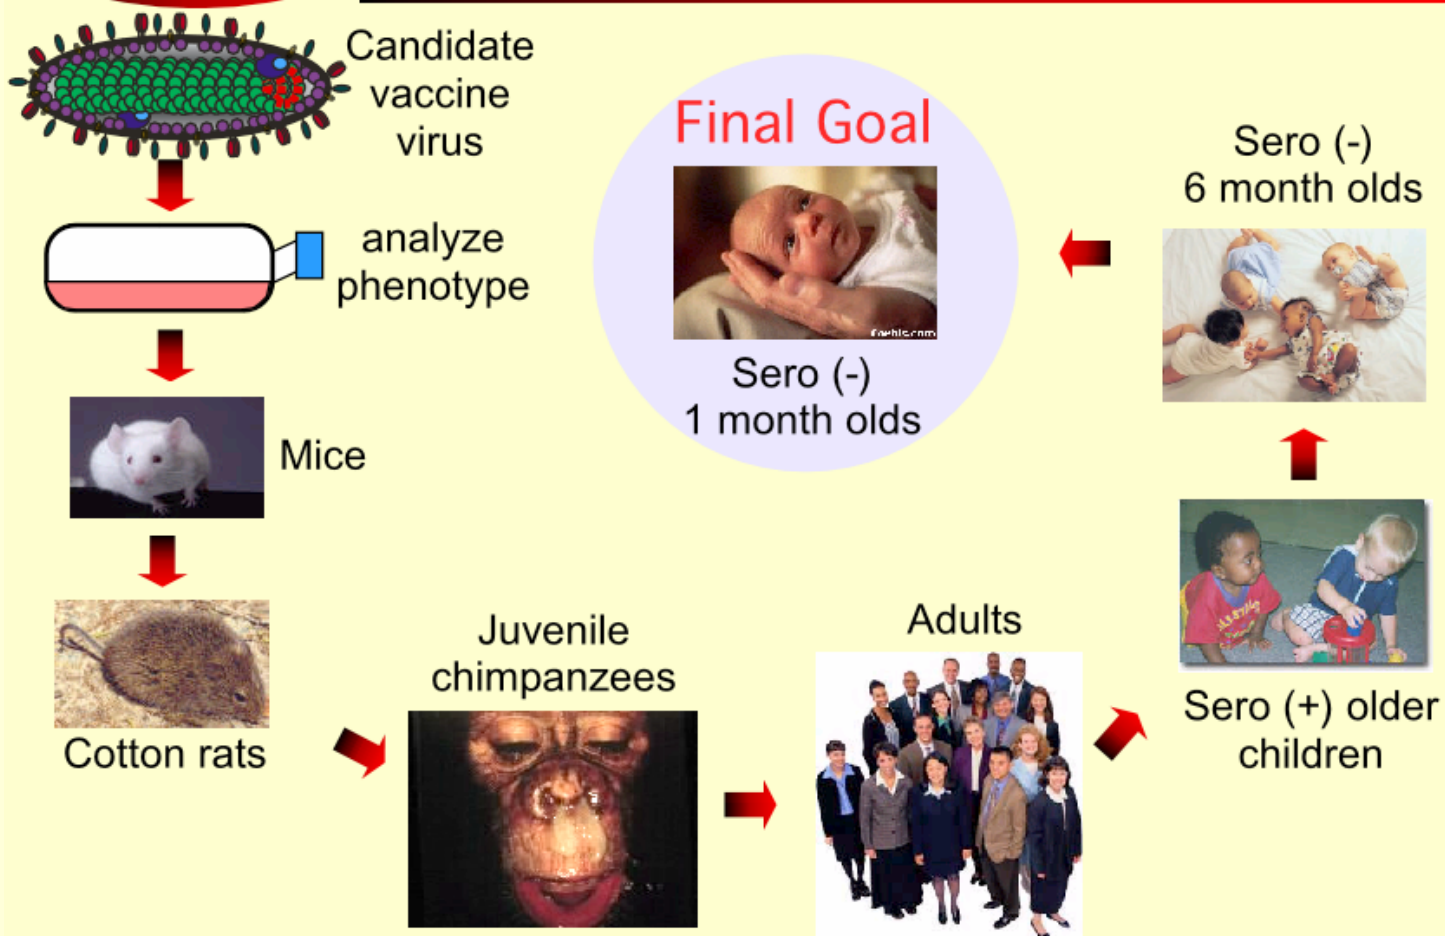 Candidate
vaccine
virus
analyze
phenotype
Mice
Cotton rats
Juvenile
chimpanzees
Adults
Sero (+) older
children
Sero (-)
6 month olds
Final Goal
Sero (-)
1 month olds